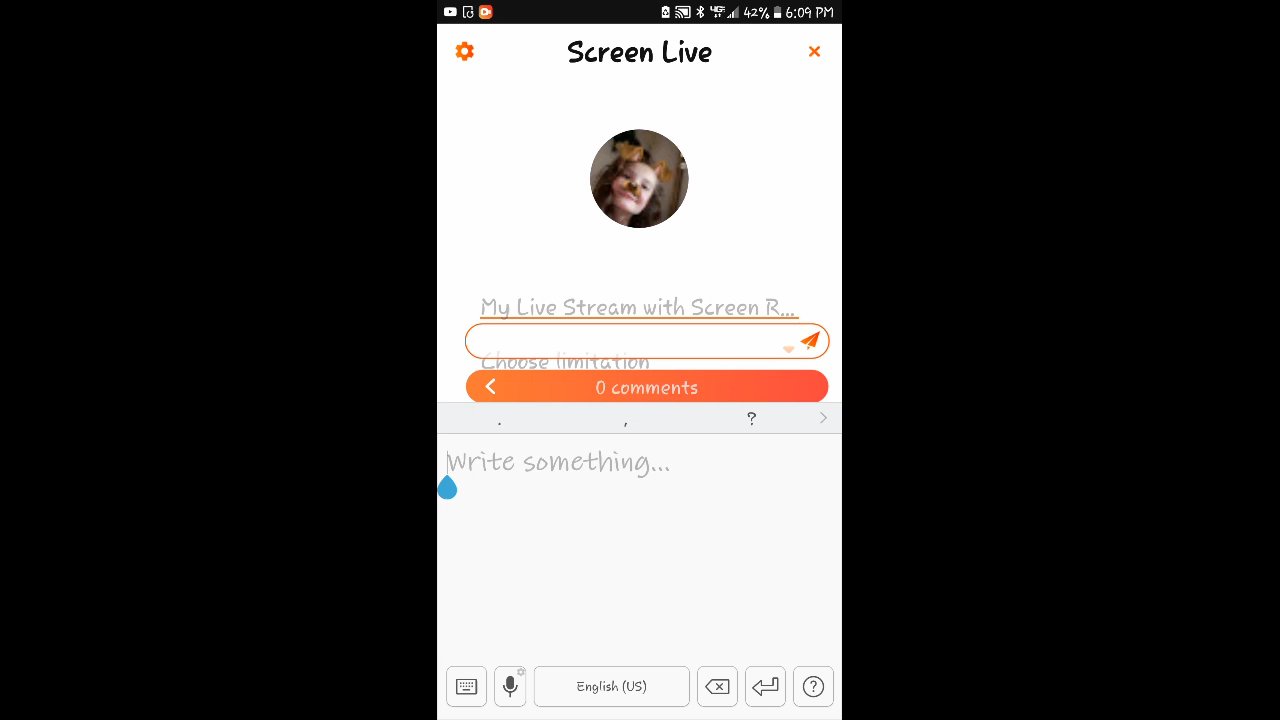 42% 6:09 PM
Screen Live
My Live Stream with Screen R...
Choose limitation
0 comments
. , ?
Write something...
English (US)